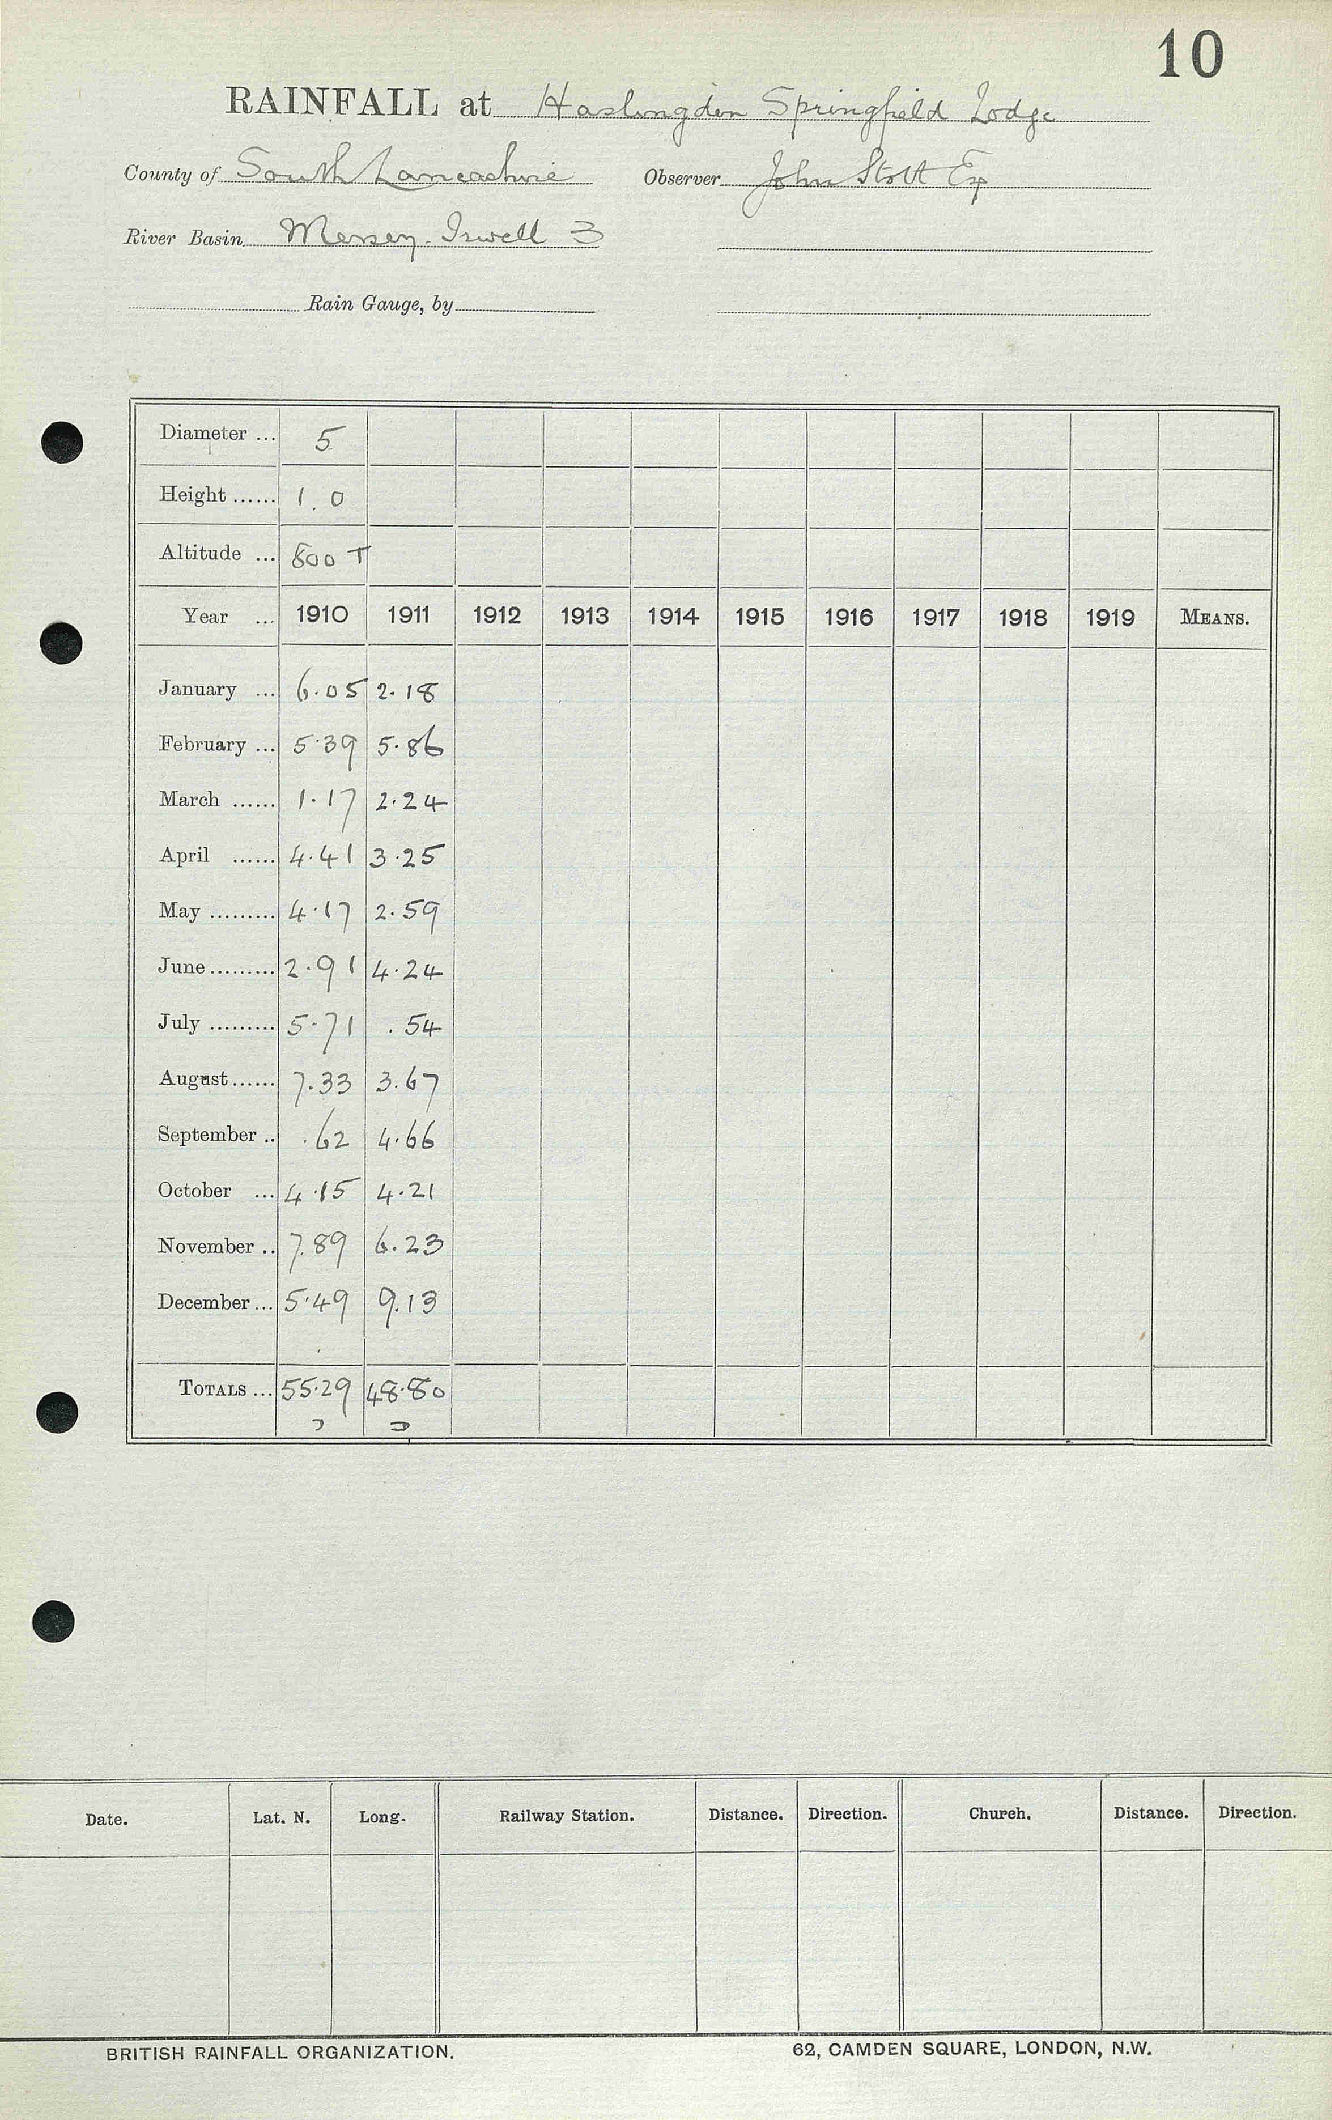 10
RAINFALL at Haslingden Springfield Lodge
County of South Lancashire Observer John Stott Esq
River Basin Mersey. Irwell 3
Rain Gauge, by
Diameter ... 5
Height ...... 1.0
Altitude ... 800 T
Year ... 1910 1911 1912 1913 1914 1915 1916 1917 1918 1919 MEANS.
January ... 6.05 2.18
February ... 5.39 5.86
March ...... 1.17 2.24
April ...... 4.41 3.25
May ......... 4.17 2.59
June ......... 2.91 4.24
July ......... 5.71 .54
August ...... 7.33 3.67
September .. .62 4.66
October ... 4.15 4.21
November .. 7.89 6.23
December ... 5.49 9.13
TOTALS ... 55.29 48.80
Date. Lat. N. Long. Railway Station. Distance. Direction. Church. Distance. Direction.
BRITISH RAINFALL ORGANIZATION. 62, CAMDEN SQUARE, LONDON, N.W.